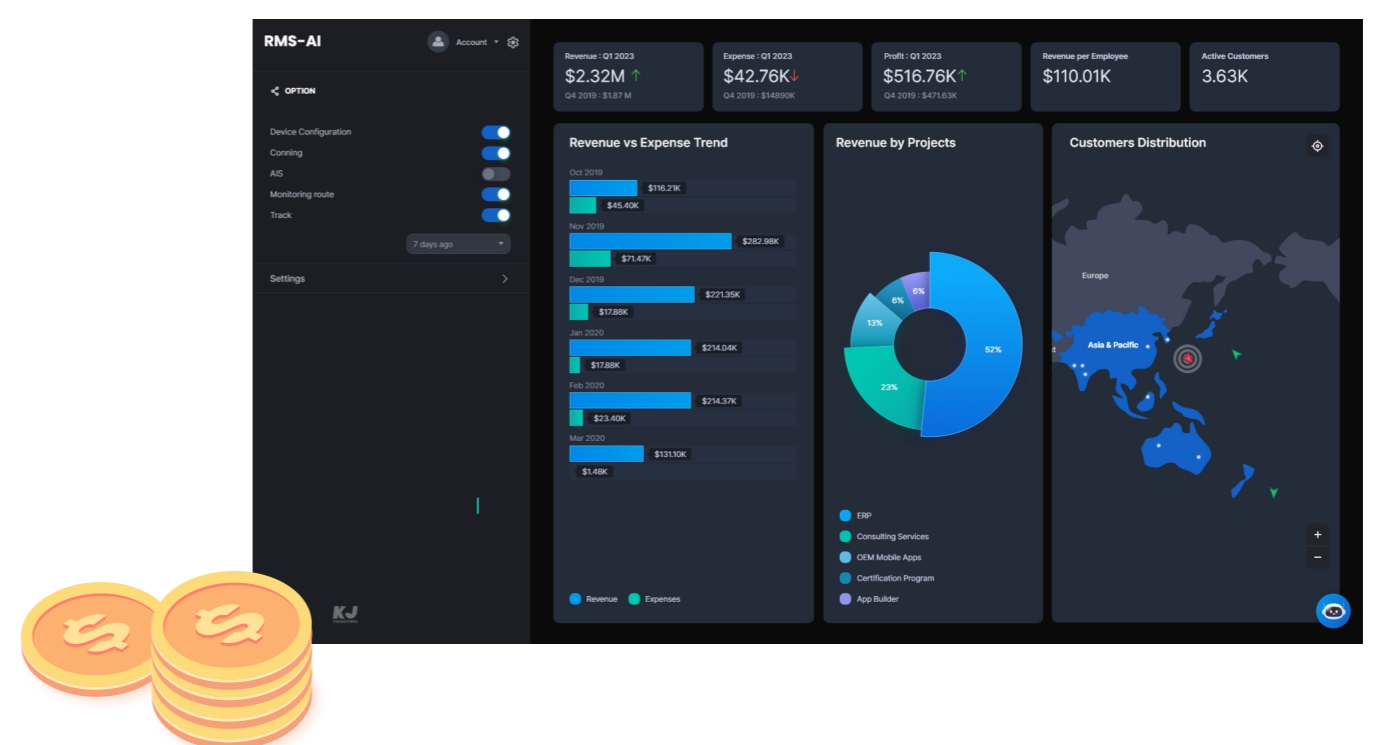 RMS-AI
Account
OPTION
Device Configuration
Conning
AIS
Monitoring route
Track
7 days ago
Settings
KJ
Revenue : Q1 2023
$2.32M
Q4 2019 : $1.87 M
Expense : Q1 2023
$42.76K
Q4 2019 : $14890K
Profit : Q1 2023
$516.76K
Q4 2019 : $471.63K
Revenue per Employee
$110.01K
Active Customers
3.63K
Revenue vs Expense Trend
Oct 2019
$116.21K
$45.40K
Nov 2019
$282.98K
$71.47K
Dec 2019
$221.35K
$17.88K
Jan 2020
$214.04K
$17.88K
Feb 2020
$214.37K
$23.40K
Mar 2020
$131.10K
$1.48K
Revenue
Expenses
Revenue by Projects
6%
6%
13%
52%
23%
ERP
Consulting Services
OEM Mobile Apps
Certification Program
App Builder
Customers Distribution
Europe
Asia & Pacific
+
−